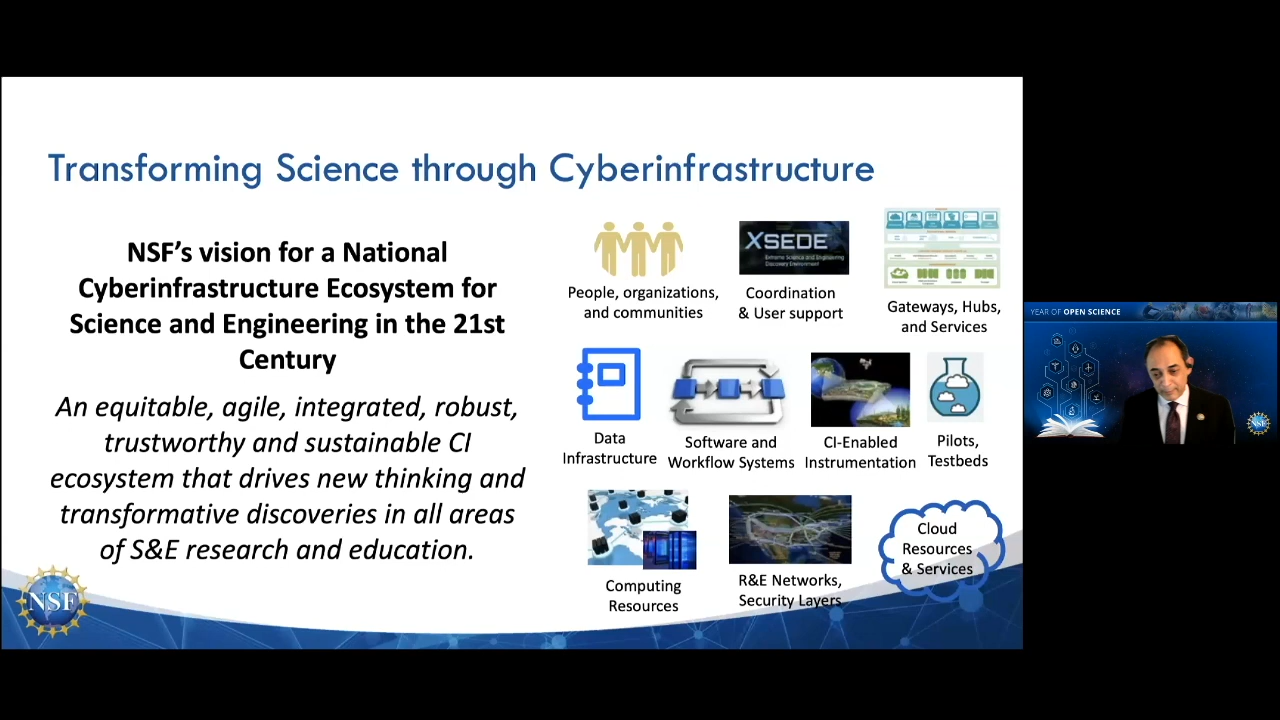 Transforming Science through Cyberinfrastructure
NSF’s vision for a National
Cyberinfrastructure Ecosystem for
Science and Engineering in the 21st
Century
An equitable, agile, integrated, robust,
trustworthy and sustainable CI
ecosystem that drives new thinking and
transformative discoveries in all areas
of S&E research and education.
NSF
People, organizations,
and communities
XSEDE
Extreme Science and Engineering
Discovery Environment
Coordination
& User support
Gateways, Hubs,
and Services
Data
Infrastructure
Software and
Workflow Systems
CI-Enabled
Instrumentation
Pilots,
Testbeds
Computing
Resources
R&E Networks,
Security Layers
Cloud
Resources
& Services
YEAR OF OPEN SCIENCE
NSF